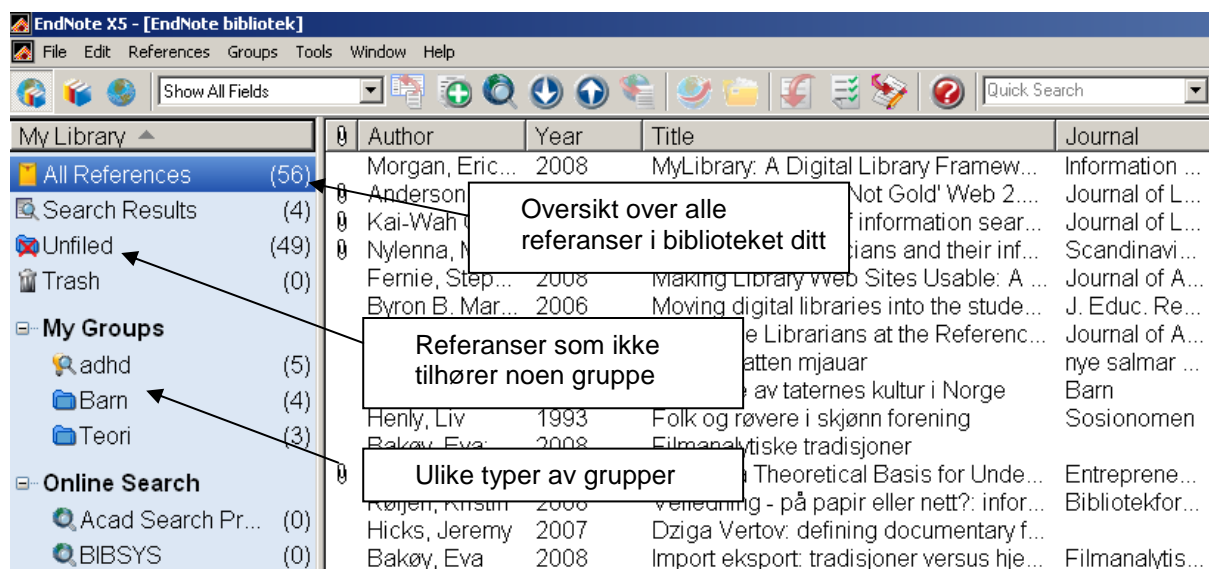 EndNote X5 - [EndNote bibliotek]
File Edit References Groups Tools Window Help
Show All Fields
Quick Search
My Library
Author Year Title Journal
All References (56)
Search Results (4)
Unfiled (49)
Trash (0)
My Groups
adhd (5)
Barn (4)
Teori (3)
Online Search
Acad Search Pr... (0)
BIBSYS (0)
Morgan, Eric... 2008 MyLibrary: A Digital Library Framew... Information ...
Anderson Not Gold' Web 2.... Journal of L...
Kai-Wah information sear... Journal of L...
Nylenna, and their inf... Scandinavi...
Fernie, Step... 2008 Making Library Web Sites Usable: A ... Journal of A...
Byron B. Mar... 2006 Moving digital libraries into the stude... J. Educ. Re...
Librarians at the Referenc... Journal of A...
atten mjauar nye salmar ...
av taternes kultur i Norge Barn
Henly, Liv 1993 Folk og røvere i skjønn forening Sosionomen
Bakøy, Eva: 2008 Filmanalytiske tradisjoner
Theoretical Basis for Unde... Entreprene...
Kristin 2008 Veiledning - på papir eller nett?: infor... Bibliotekfor...
Hicks, Jeremy 2007 Dziga Vertov: defining documentary f...
Bakøy, Eva 2008 Import eksport: tradisjoner versus hje... Filmanalytis...
Oversikt over alle
referanser i biblioteket ditt
Referanser som ikke
tilhører noen gruppe
Ulike typer av grupper